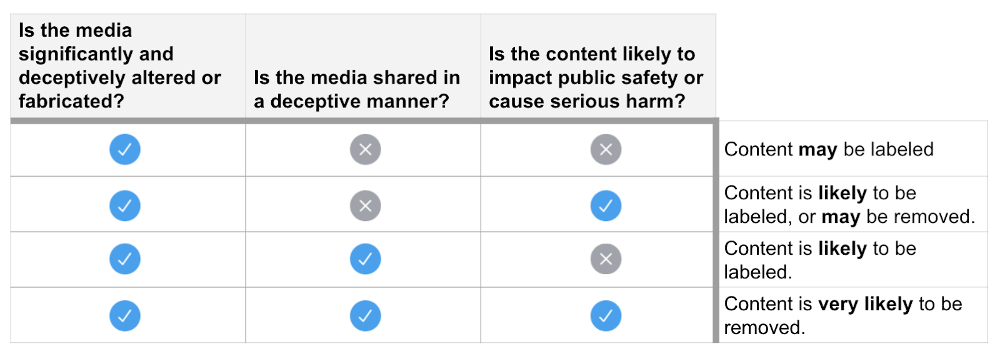 Is the media
significantly and
deceptively altered or
fabricated?
Is the media shared in
a deceptive manner?
Is the content likely to
impact public safety or
cause serious harm?
Content may be labeled
Content is likely to be
labeled, or may be removed.
Content is likely to be
labeled.
Content is very likely to be
removed.